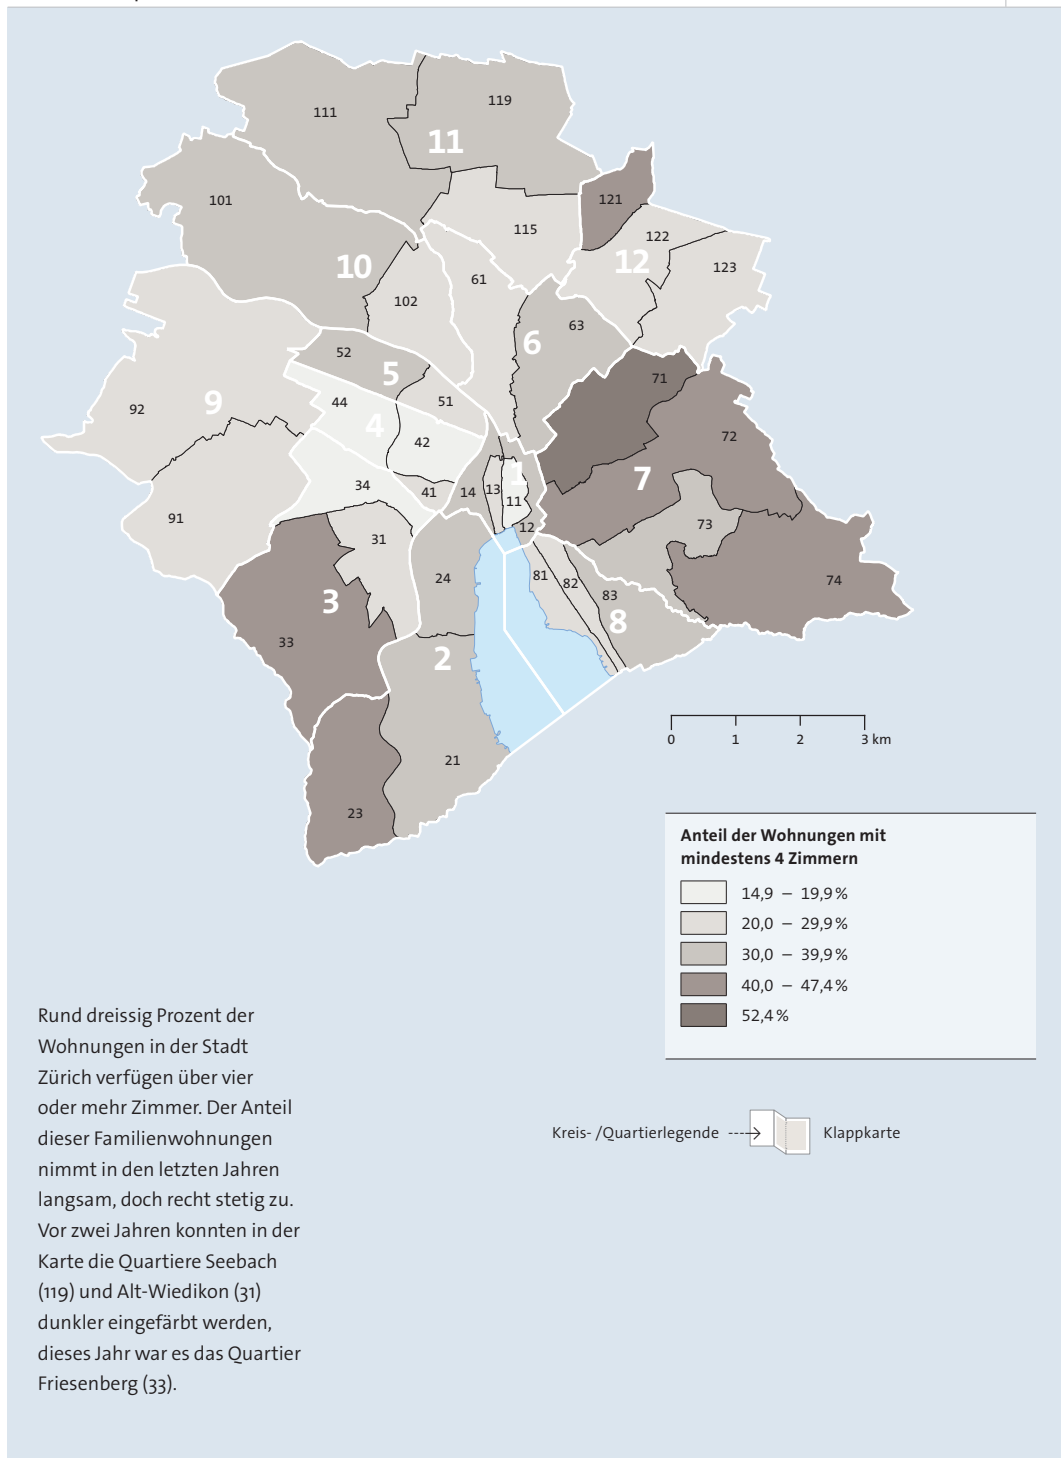 111
119
11
101
121
115
122
12
123
10
61
102
63
6
52
5
71
44
51
9
92
4
72
42
7
1
34
41
14
13
11
91
12
73
31
81
82
24
74
83
3
8
33
2
21
23
0 1 2 3 km
Anteil der Wohnungen mit
mindestens 4 Zimmern
14,9 – 19,9 %
20,0 – 29,9 %
30,0 – 39,9 %
40,0 – 47,4 %
52,4 %
Rund dreissig Prozent der
Wohnungen in der Stadt
Zürich verfügen über vier
oder mehr Zimmer. Der Anteil
dieser Familienwohnungen
nimmt in den letzten Jahren
langsam, doch recht stetig zu.
Vor zwei Jahren konnten in der
Karte die Quartiere Seebach
(119) und Alt-Wiedikon (31)
dunkler eingefärbt werden,
dieses Jahr war es das Quartier
Friesenberg (33).
Kreis- /Quartierlegende
Klappkarte